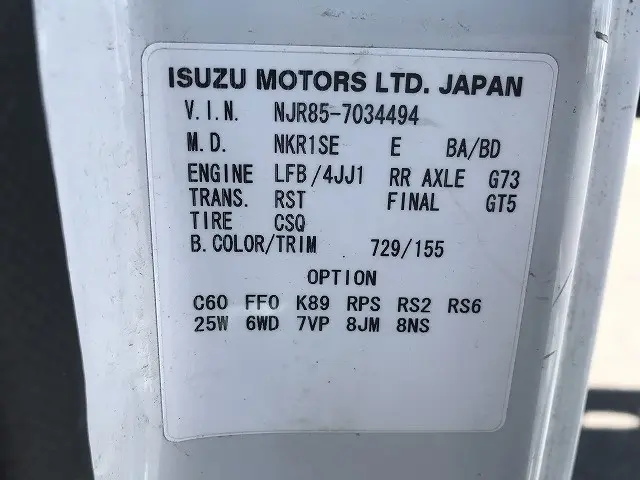 ISUZU MOTORS LTD. JAPAN
V.I.N. NJR85-7034494
M.D. NKR1SE E BA/BD
ENGINE LFB/4JJ1 RR AXLE G73
TRANS. RST FINAL GT5
TIRE CSQ
B.COLOR/TRIM 729/155
OPTION
C60 FF0 K89 RPS RS2 RS6
25W 6WD 7VP 8JM 8NS